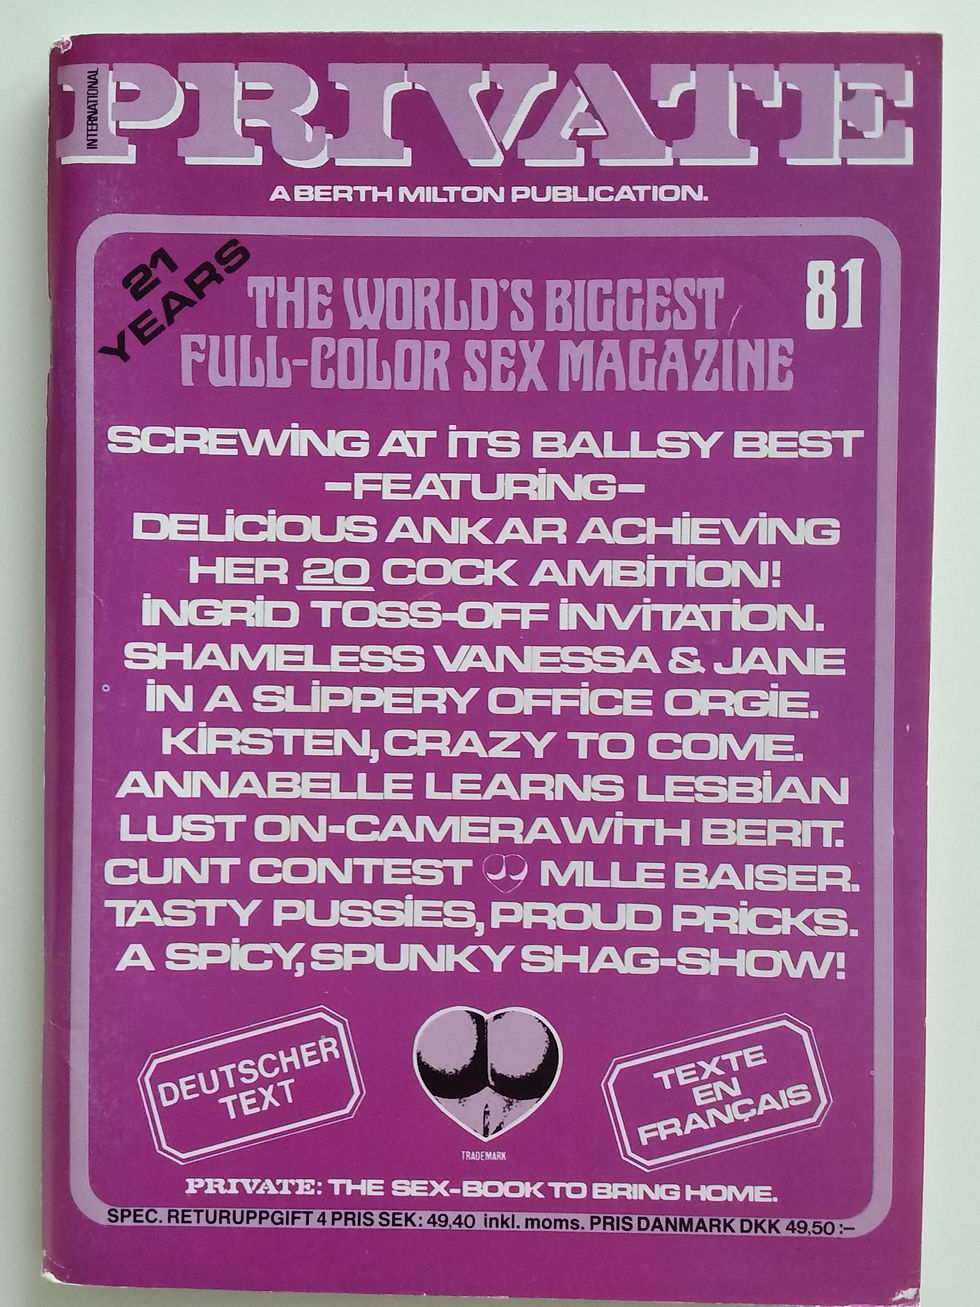 INTERNATIONAL
PRIVATE
A BERTH MILTON PUBLICATION.
21
YEARS
81
THE WORLD'S BIGGEST
FULL-COLOR SEX MAGAZINE
SCREWING AT ITS BALLSY BEST
-FEATURING-
DELICIOUS ANKAR ACHIEVING
HER 20 COCK AMBITION!
INGRID TOSS-OFF INVITATION.
SHAMELESS VANESSA & JANE
IN A SLIPPERY OFFICE ORGIE.
KIRSTEN, CRAZY TO COME.
ANNABELLE LEARNS LESBIAN
LUST ON-CAMERA WITH BERIT.
CUNT CONTEST MLLE BAISER.
TASTY PUSSIES, PROUD PRICKS.
A SPICY, SPUNKY SHAG-SHOW!
DEUTSCHER
TEXT
TRADEMARK
TEXTE
EN
FRANÇAIS
PRIVATE: THE SEX-BOOK TO BRING HOME.
SPEC. RETURUPPGIFT 4 PRIS SEK: 49,40 inkl. moms. PRIS DANMARK DKK 49,50:-